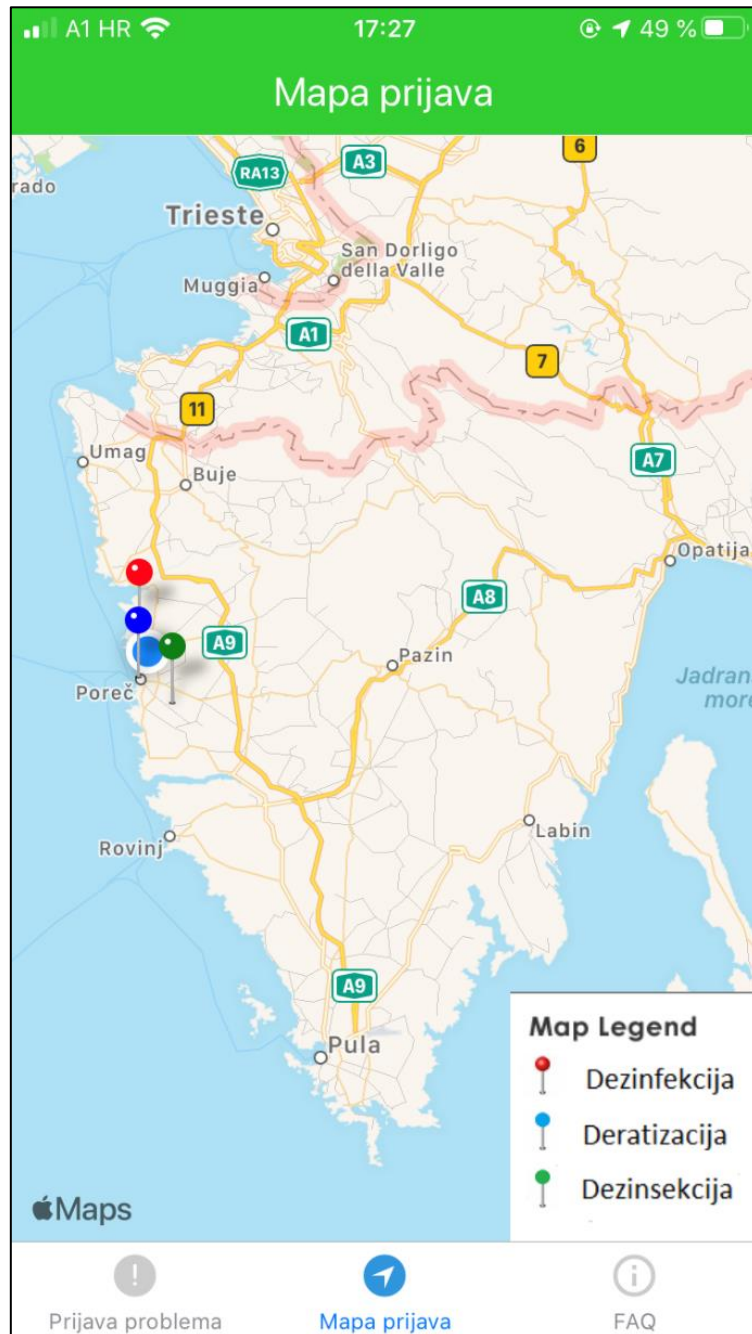 A1 HR
17:27
49 %
Mapa prijava
rado
RA13
A3
6
Trieste
San Dorligo
della Valle
Muggia
A1
7
11
Umag
Buje
A7
Opatija
A8
A9
Pazin
Poreč
Jadrans
more
Rovinj
Labin
A9
Pula
Map Legend
Dezinfekcija
Deratizacija
Dezinsekcija
Maps
Prijava problema
Mapa prijava
FAQ